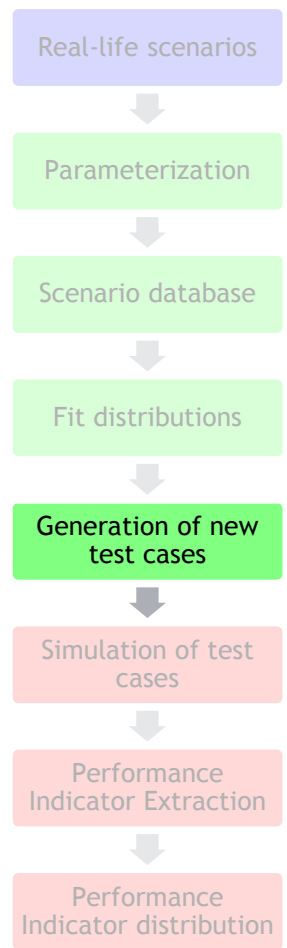 Real-life scenarios
Parameterization
Scenario database
Fit distributions
Generation of new
test cases
Simulation of test
cases
Performance
Indicator Extraction
Performance
Indicator distribution